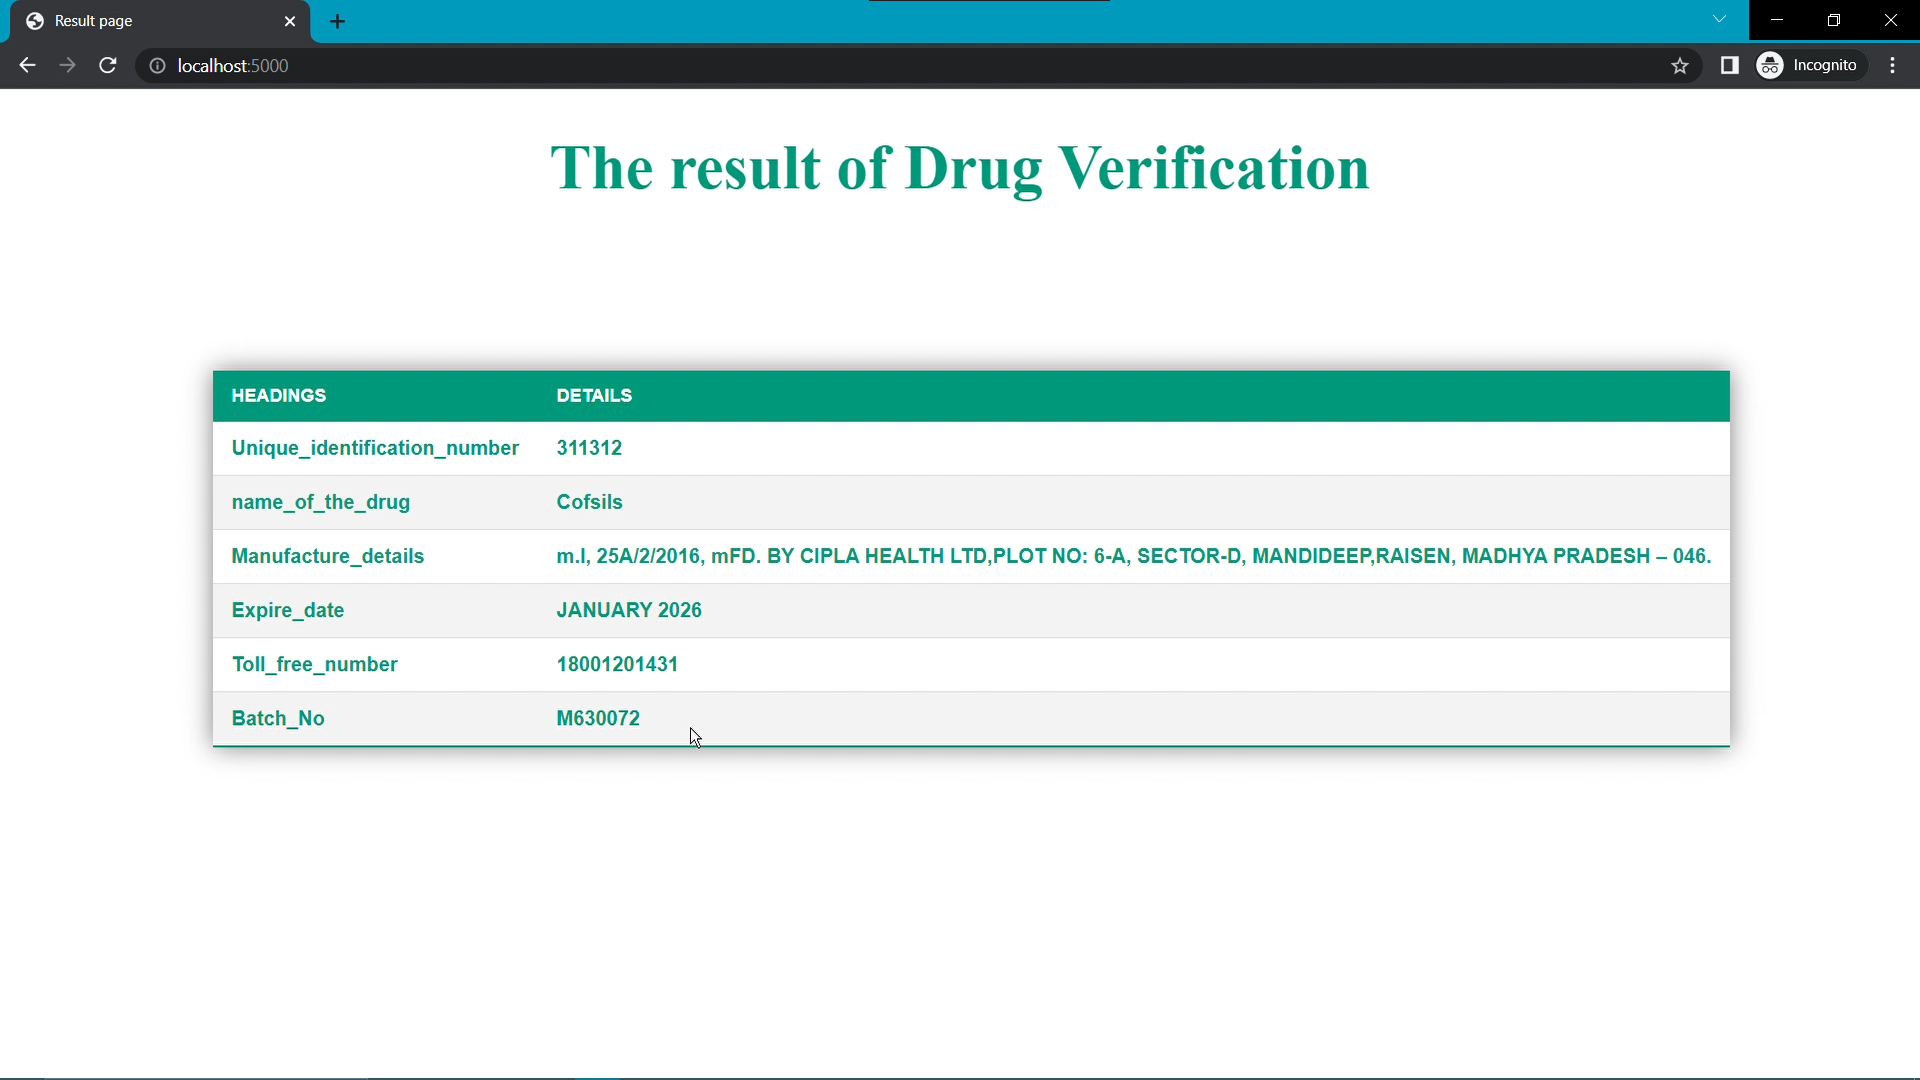 Result page
localhost:5000
Incognito
The result of Drug Verification
HEADINGS DETAILS
Unique_identification_number 311312
name_of_the_drug Cofsils
Manufacture_details m.l, 25A/2/2016, mFD. BY CIPLA HEALTH LTD,PLOT NO: 6-A, SECTOR-D, MANDIDEEP,RAISEN, MADHYA PRADESH – 046.
Expire_date JANUARY 2026
Toll_free_number 18001201431
Batch_No M630072